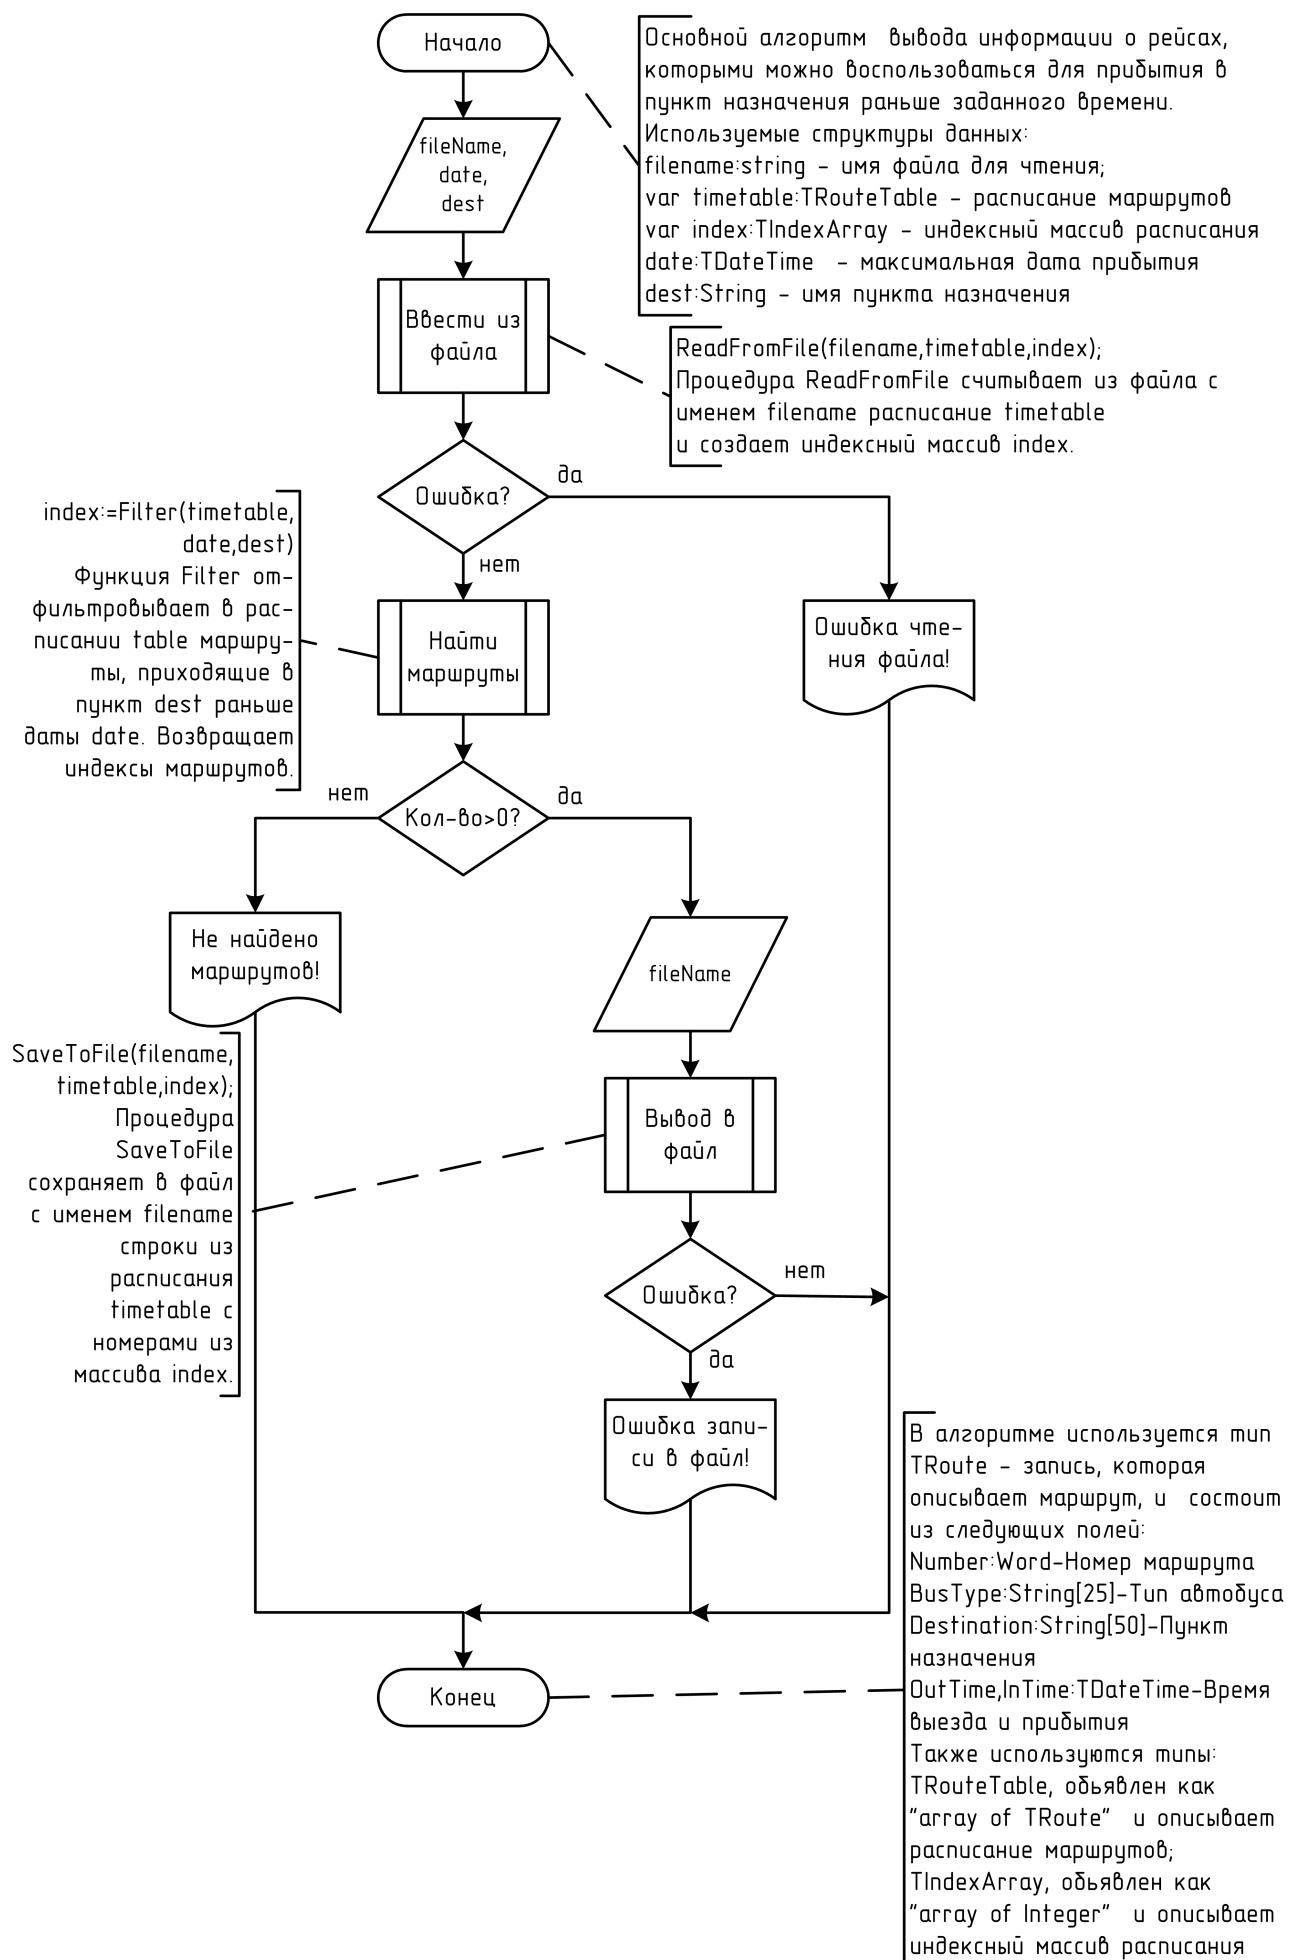 Начало
Основной алгоритм вывода информации о рейсах,
которыми можно воспользоваться для прибытия в
пункт назначения раньше заданного времени.
Используемые структуры данных:
filename:string - имя файла для чтения;
var timetable:TRouteTable - расписание маршрутов
var index:TIndexArray - индексный массив расписания
date:TDateTime - максимальная дата прибытия
dest:String - имя пункта назначения
fileName,
date,
dest
Ввести из
файла
ReadFromFile(filename,timetable,index);
Процедура ReadFromFile считывает из файла с
именем filename расписание timetable
и создает индексный массив index.
Ошибка?
да
нет
index:=Filter(timetable,
date,dest)
Функция Filter от-
фильтровывает в рас-
писании table маршру-
ты, приходящие в
пункт dest раньше
даты date. Возвращает
индексы маршрутов.
Найти
маршруты
Ошибка чте-
ния файла!
Кол-во>0?
нет
да
Не найдено
маршрутов!
fileName
SaveToFile(filename,
timetable,index);
Процедура
SaveToFile
сохраняет в файл
с именем filename
строки из
расписания
timetable с
номерами из
массива index.
Вывод в
файл
Ошибка?
нет
да
Ошибка запи-
си в файл!
Конец
В алгоритме используется тип
TRoute - запись, которая
описывает маршрут, и состоит
из следующих полей:
Number:Word-Номер маршрута
BusType:String[25]-Тип автобуса
Destination:String[50]-Пункт
назначения
OutTime,InTime:TDateTime-Время
выезда и прибытия
Также используются типы:
TRouteTable, обьявлен как
"array of TRoute" и описывает
расписание маршрутов;
TIndexArray, обьявлен как
"array of Integer" и описывает
индексный массив расписания